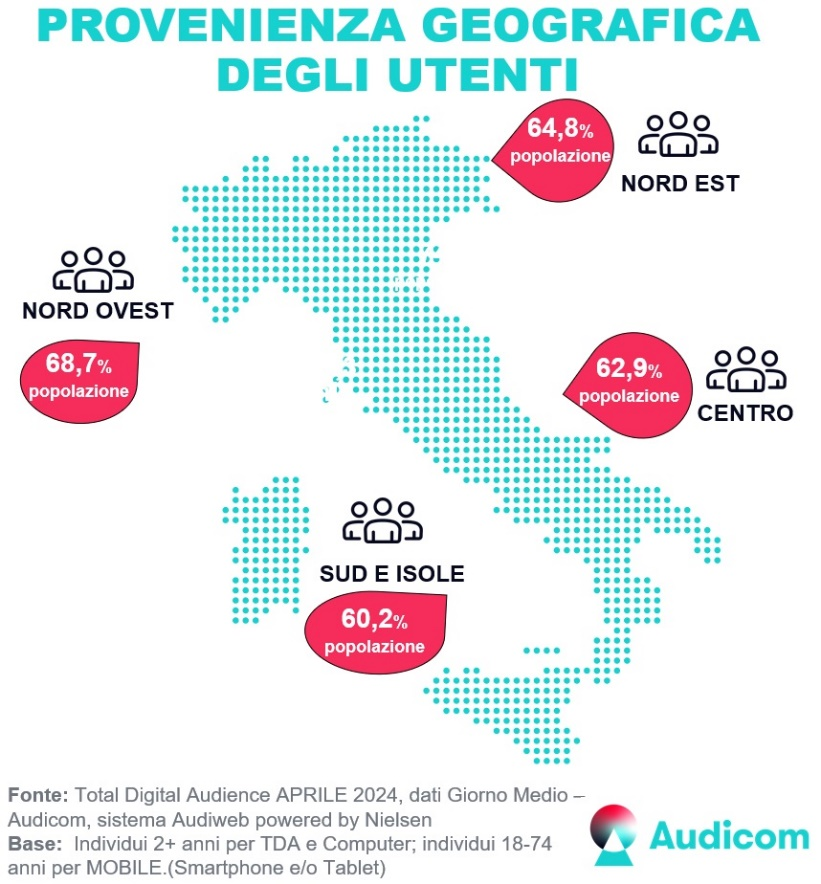 PROVENIENZA GEOGRAFICA
DEGLI UTENTI
64,8%
popolazione
NORD EST
NORD OVEST
68,7%
popolazione
62,9%
popolazione
CENTRO
SUD E ISOLE
60,2%
popolazione
Fonte: Total Digital Audience APRILE 2024, dati Giorno Medio –
Audicom, sistema Audiweb powered by Nielsen
Base:  Individui 2+ anni per TDA e Computer; individui 18-74
anni per MOBILE.(Smartphone e/o Tablet)
Audicom